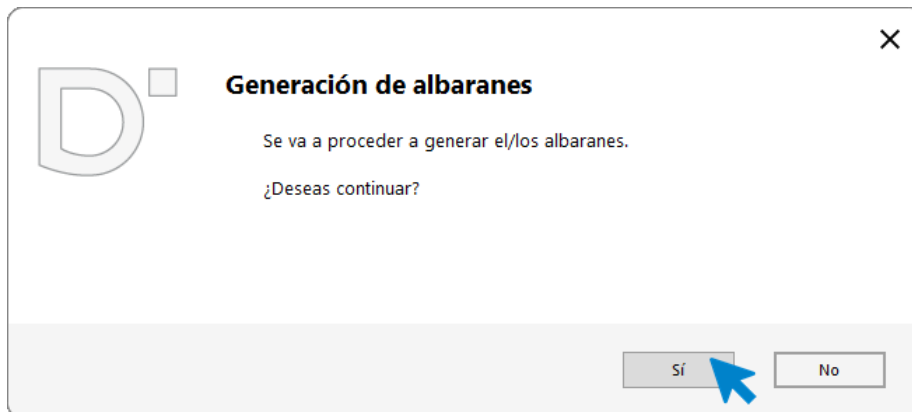 Generación de albaranes
Se va a proceder a generar el/los albaranes.
¿Deseas continuar?
Sí
No